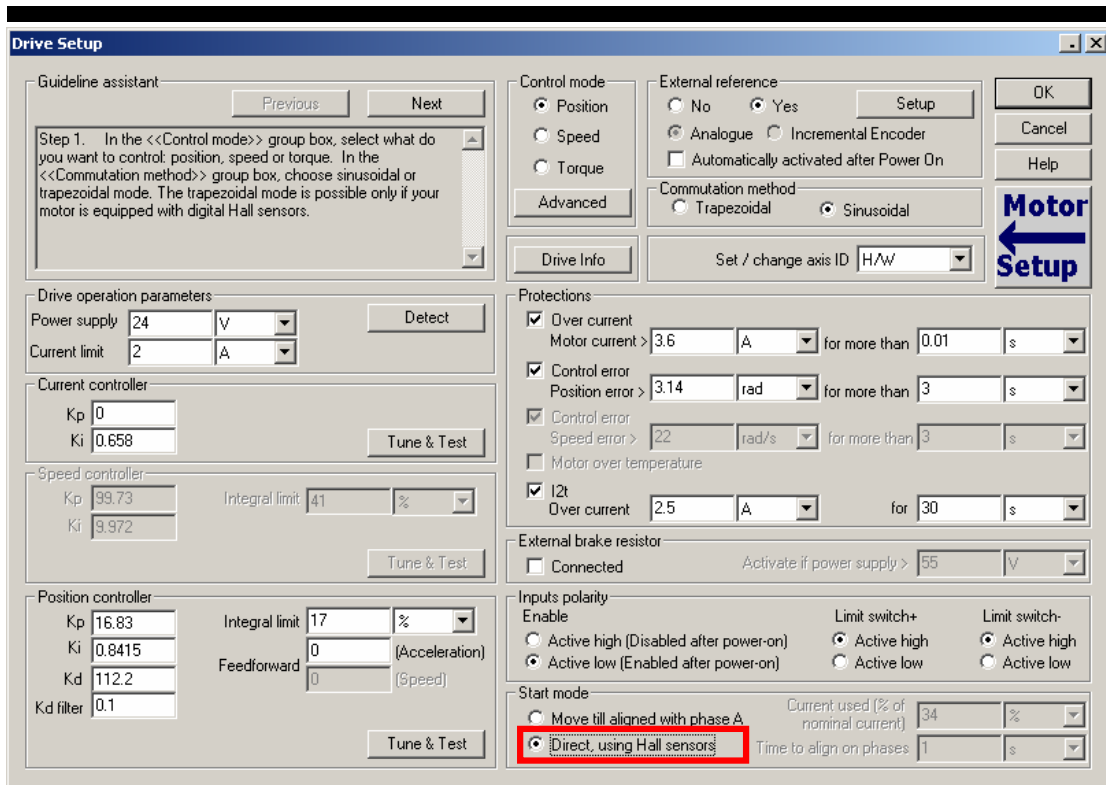 Drive Setup
Guideline assistant
Previous
Next
Step 1. In the <<Control mode>> group box, select what do
you want to control: position, speed or torque. In the
<<Commutation method>> group box, choose sinusoidal or
trapezoidal mode. The trapezoidal mode is possible only if your
motor is equipped with digital Hall sensors.
Control mode
Position
Speed
Torque
Advanced
External reference
No
Yes
Setup
Analogue
Incremental Encoder
Automatically activated after Power On
Commutation method
Trapezoidal
Sinusoidal
OK
Cancel
Help
Motor
Setup
Drive Info
Set / change axis ID
H/W
Drive operation parameters
Power supply 24 V
Detect
Current limit 2 A
Current controller
Kp 0
Ki 0.658
Tune & Test
Speed controller
Kp 99.73
Integral limit 41 %
Ki 9.972
Tune & Test
Position controller
Kp 16.83
Integral limit 17 %
Ki 0.8415
Feedforward 0 (Acceleration)
Kd 112.2
0 (Speed)
Kd filter 0.1
Tune & Test
Protections
Over current
Motor current > 3.6 A for more than 0.01 s
Control error
Position error > 3.14 rad for more than 3 s
Control error
Speed error > 22 rad/s for more than 3 s
Motor over temperature
I2t
Over current 2.5 A for 30 s
External brake resistor
Connected
Activate if power supply > 55 V
Inputs polarity
Enable
Active high (Disabled after power-on)
Active low (Enabled after power-on)
Limit switch+
Active high
Active low
Limit switch-
Active high
Active low
Start mode
Move till aligned with phase A
Direct, using Hall sensors
Current used (% of
nominal current) 34 %
Time to align on phases 1 s